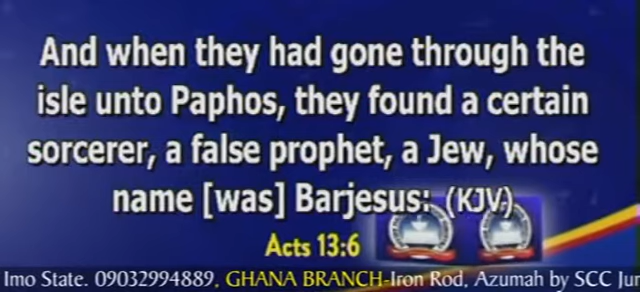 And when they had gone through the
isle unto Paphos, they found a certain
sorcerer, a false prophet, a Jew, whose
name [was] Barjesus: (KJV)
Acts 13:6
Imo State. 09032994889, GHANA BRANCH-Iron Rod, Azumah by SCC Jur